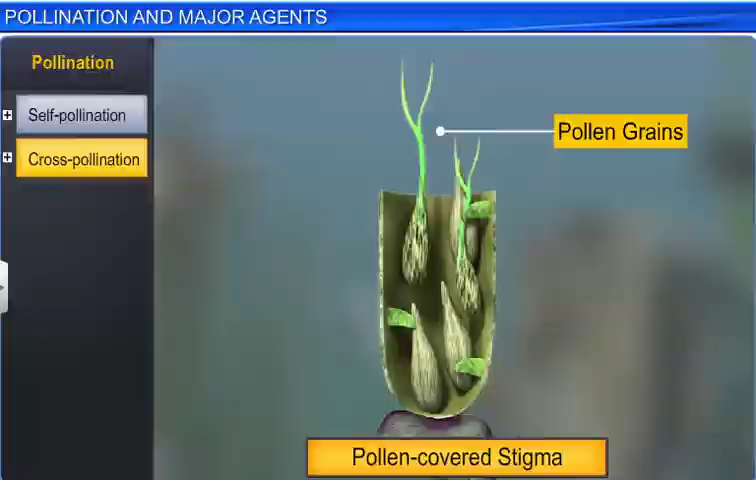 POLLINATION AND MAJOR AGENTS
Pollination
Self-pollination
Cross-pollination
Pollen Grains
Pollen-covered Stigma